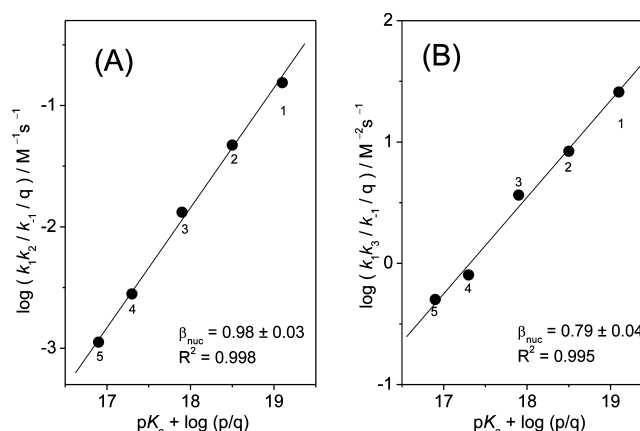 (A)
log ( k₁k₂ / k₋₁ / q ) / M⁻¹s⁻¹
-1
-2
-3
1
2
3
4
5
βnuc = 0.98 ± 0.03
R² = 0.998
17 18 19
pKₐ + log (p/q)
(B)
log (k₁k₃ / k₋₁ / q) / M⁻²s⁻¹
2
1
0
-1
1
2
3
4
5
βnuc = 0.79 ± 0.04
R² = 0.995
17 18 19
pKₐ + log (p/q)